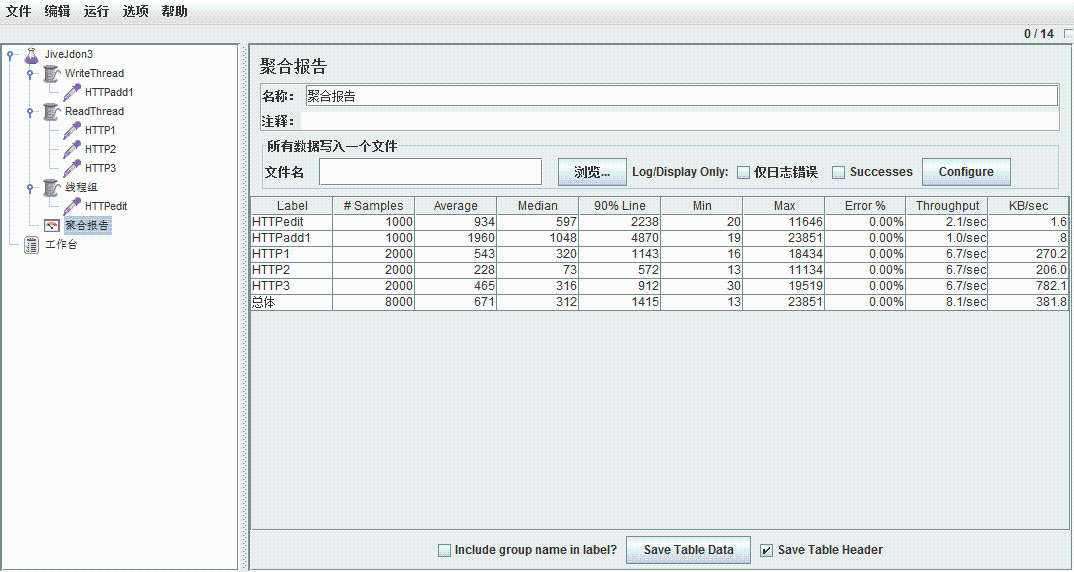 文件 编辑 运行 选项 帮助
0 / 14
JiveJdon3
WriteThread
HTTPadd1
ReadThread
HTTP1
HTTP2
HTTP3
线程组
HTTPedit
聚合报告
工作台
聚合报告
名称： 聚合报告
注释：
所有数据写入一个文件
文件名 浏览... Log/Display Only: 仅日志错误 Successes Configure
Label # Samples Average Median 90% Line Min Max Error % Throughput KB/sec
HTTPedit 1000 934 597 2238 20 11646 0.00% 2.1/sec 1.6
HTTPadd1 1000 1960 1048 4870 19 23851 0.00% 1.0/sec .8
HTTP1 2000 543 320 1143 16 18434 0.00% 6.7/sec 270.2
HTTP2 2000 228 73 572 13 11134 0.00% 6.7/sec 206.0
HTTP3 2000 465 316 912 30 19519 0.00% 6.7/sec 782.1
总体 8000 671 312 1415 13 23851 0.00% 8.1/sec 381.8
Include group name in label? Save Table Data Save Table Header